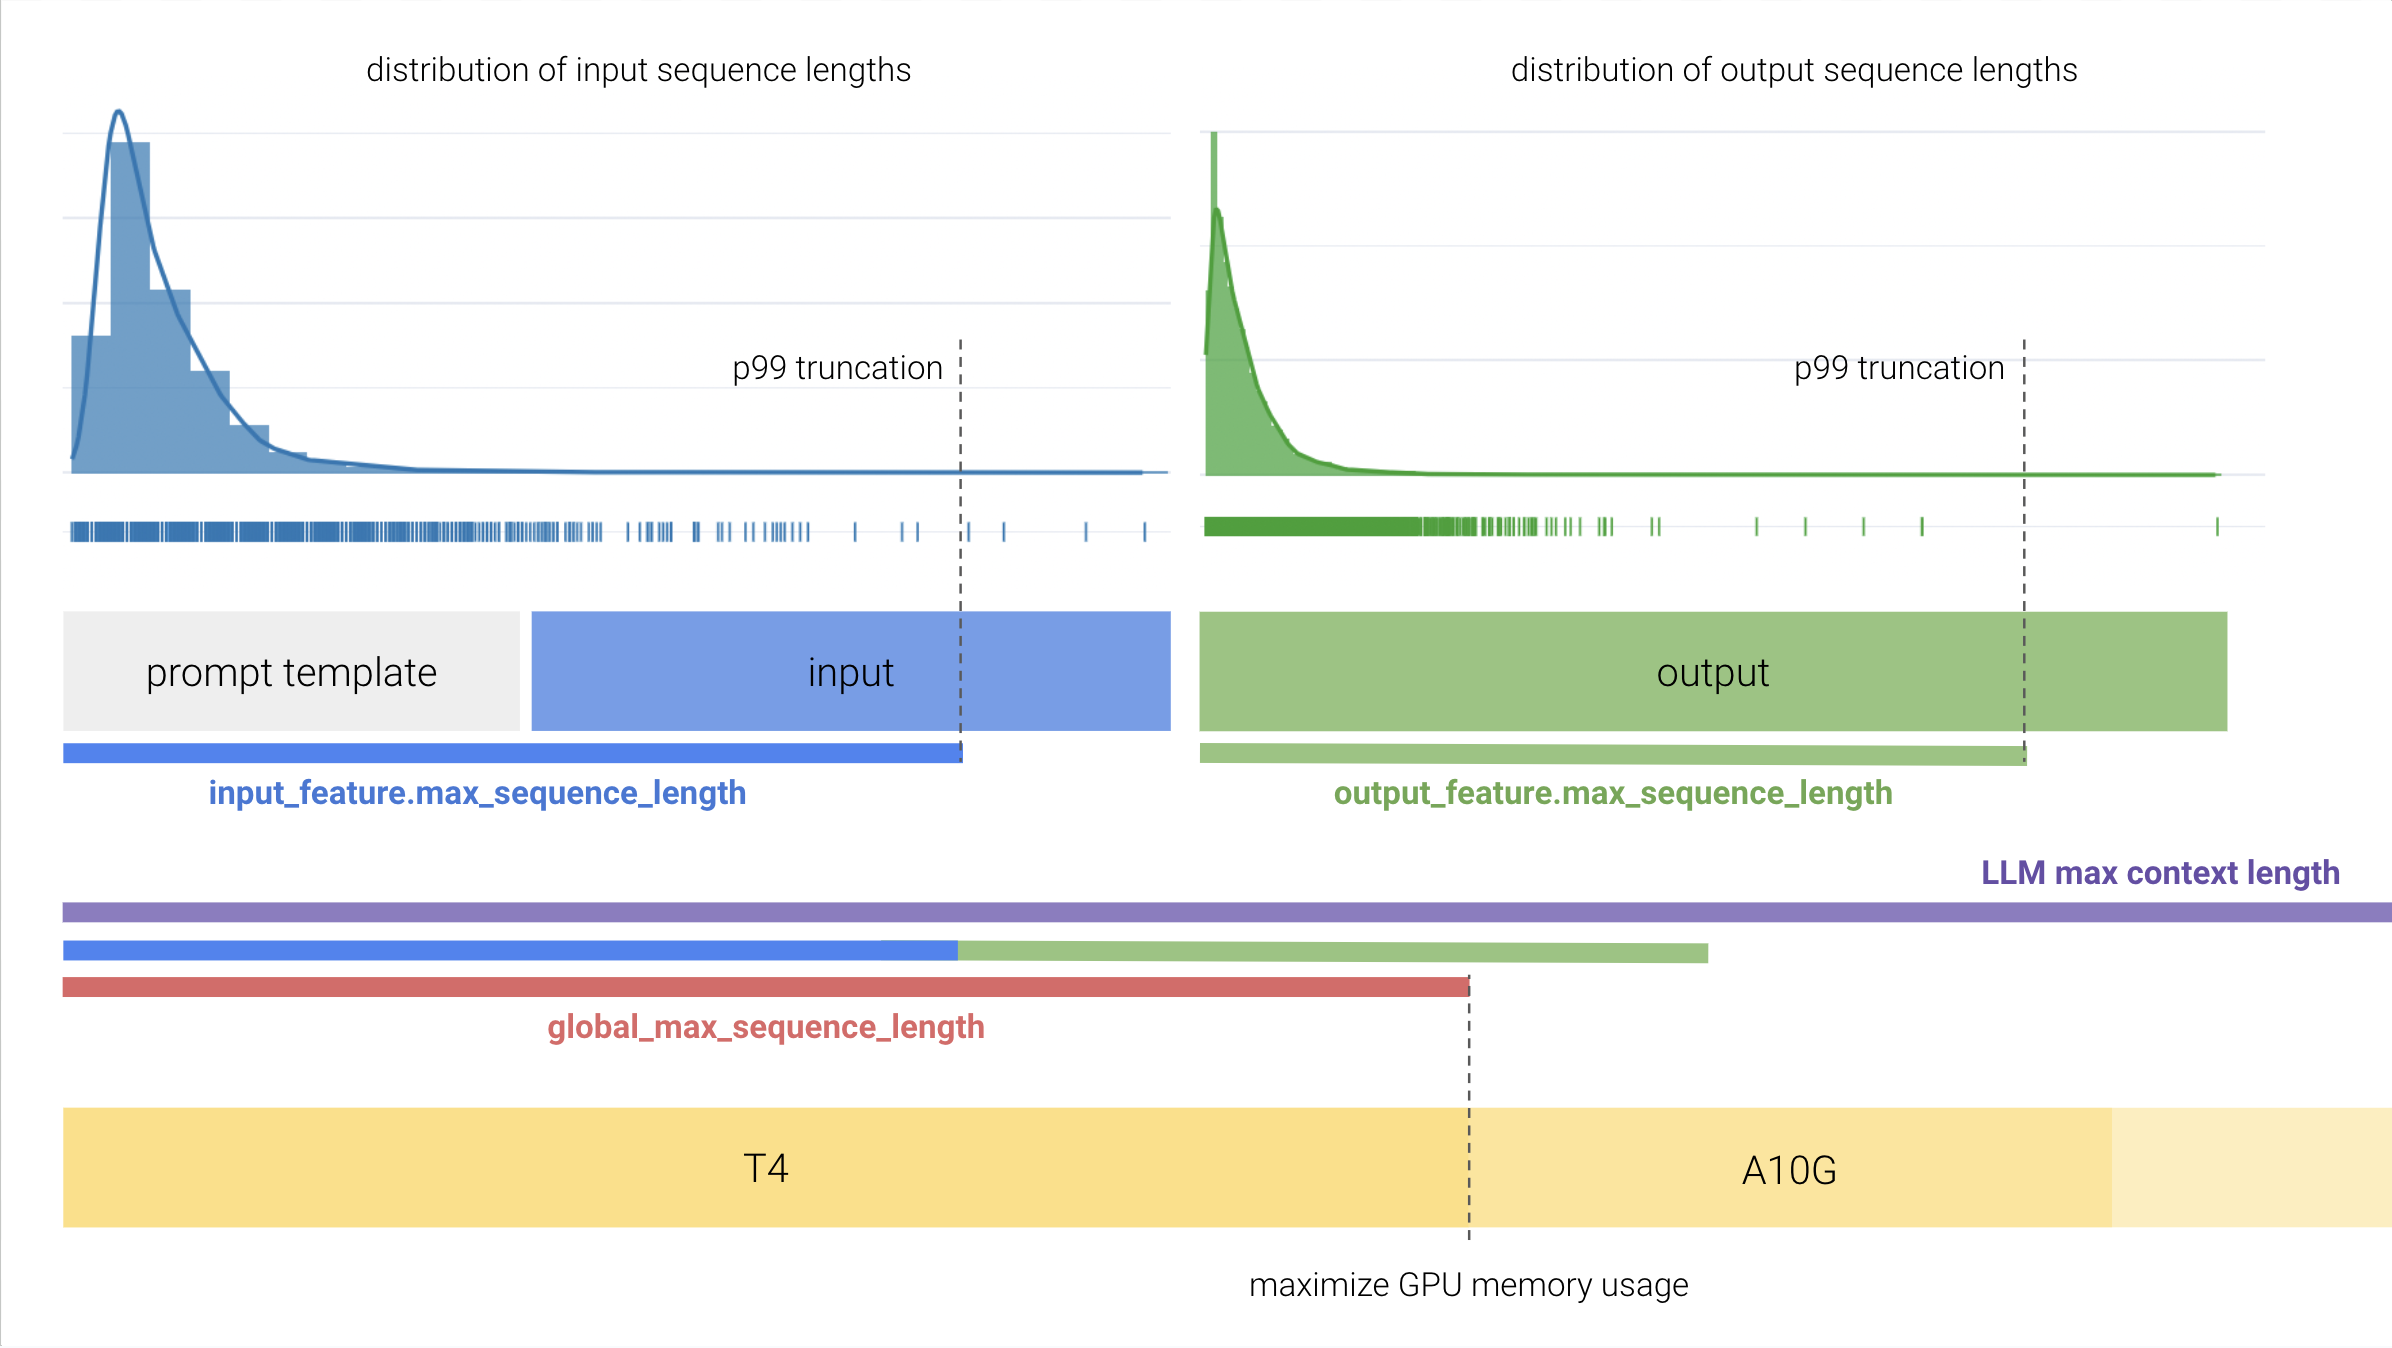 distribution of input sequence lengths
distribution of output sequence lengths
p99 truncation
p99 truncation
prompt template
input
output
input_feature.max_sequence_length
output_feature.max_sequence_length
LLM max context length
global_max_sequence_length
T4
A10G
maximize GPU memory usage